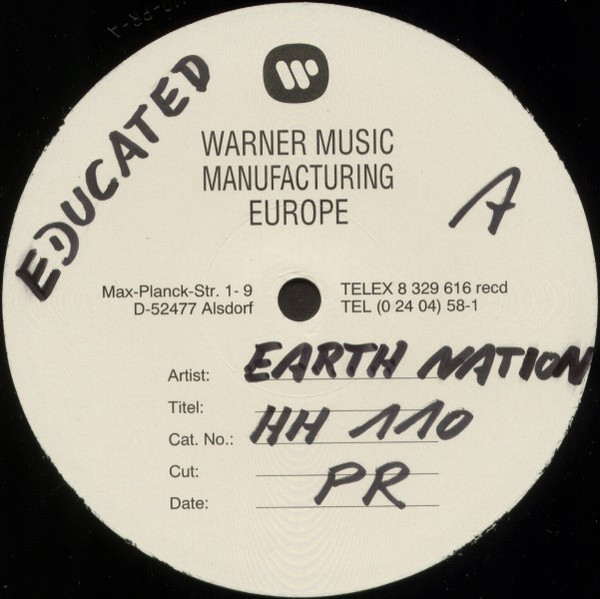 EDUCATED
WARNER MUSIC
MANUFACTURING
EUROPE
A
Max-Planck-Str. 1-9
D-52477 Alsdorf
TELEX 8 329 616 recd
TEL (0 24 04) 58-1
Artist: EARTH NATION
Titel:
Cat. No.: HH 110
Cut: PR
Date: